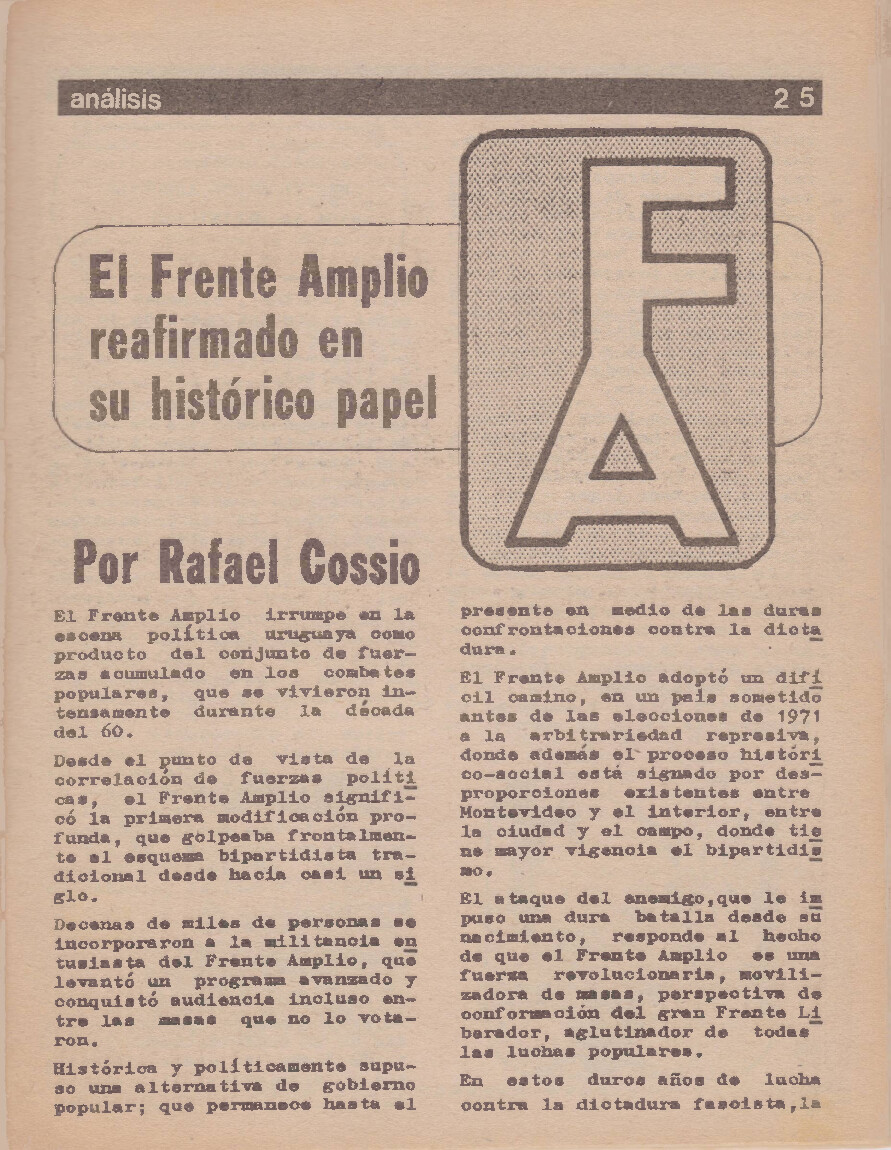 análisis
25
FA
El Frente Amplio
reafirmado en
su histórico papel
Por Rafael Cossio
El Frente Amplio irrumpe en la
escena política uruguaya como
producto del conjunto de fuer-
zas acumulado en los combates
populares, que se vivieron in-
tensamente durante la década
del 60.
Desde el punto de vista de la
correlación de fuerzas políti
cas, el Frente Amplio signifi-
có la primera modificación pro-
funda, que golpeaba frontalmen-
te el esquema bipartidista tra-
dicional desde hacía casi un si
glo.
Decenas de miles de personas se
incorporaron a la militancia en
tusiasta del Frente Amplio, que
levantó un programa avanzado y
conquistó audiencia incluso en-
tre las masas que no lo vota-
ron.
Histórica y políticamente supu-
so una alternativa de gobierno
popular; que permanece hasta el
presente en medio de las duras
confrontaciones contra la dicta
dura.
El Frente Amplio adoptó un difí
cil camino, en un país sometido
antes de las elecciones de 1971
a la arbitrariedad represiva,
donde además el proceso históri
co-social está signado por des-
proporciones existentes entre
Montevideo y el interior, entre
la ciudad y el campo, donde tie
ne mayor vigencia el bipartidis
mo.
El ataque del enemigo,que le im
puso una dura batalla desde su
nacimiento, responde al hecho
de que el Frente Amplio es una
fuerza revolucionaria, movili-
zadora de masas, perspectiva de
conformación del gran Frente Li
berador, aglutinador de todas
las luchas populares.
En estos duros años de lucha
contra la dictadura fascista,la